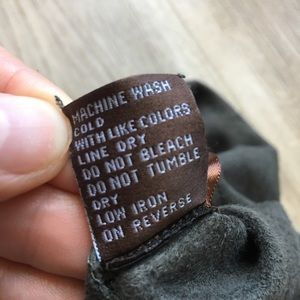 MACHINE WASH
COLD
WITH LIKE COLORS
LINE DRY
DO NOT BLEACH
DO NOT TUMBLE
DRY
LOW IRON
ON REVERSE